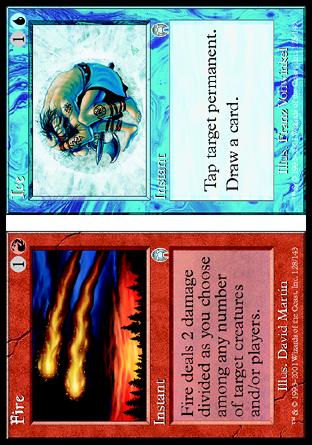 Fire
1
Instant
Fire deals 2 damage
divided as you choose
among any number
of target creatures
and/or players.
Illus. David Martin
™ & © 1993-2001 Wizards of the Coast, Inc. 128/143
Ice
1
Instant
Tap target permanent.
Draw a card.
Illus. Franz Vohwinkel